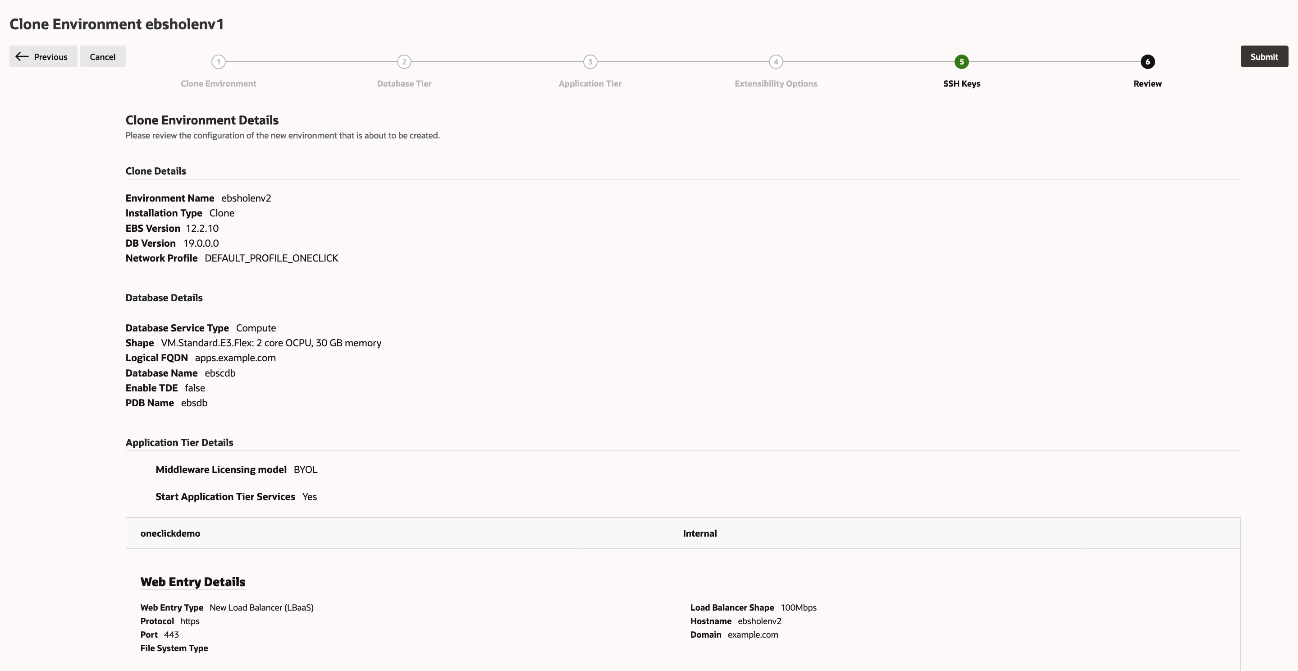 Clone Environment ebsholenv1
Previous
Cancel
Submit
1
2
3
4
5
6
Clone Environment
Database Tier
Application Tier
Extensibility Options
SSH Keys
Review
Clone Environment Details
Please review the configuration of the new environment that is about to be created.
Clone Details
Environment Name ebsholenv2
Installation Type Clone
EBS Version 12.2.10
DB Version 19.0.0.0
Network Profile DEFAULT_PROFILE_ONECLICK
Database Details
Database Service Type Compute
Shape VM.Standard.E3.Flex: 2 core OCPU, 30 GB memory
Logical FQDN apps.example.com
Database Name ebscdb
Enable TDE false
PDB Name ebsdb
Application Tier Details
Middleware Licensing model BYOL
Start Application Tier Services Yes
oneclickdemo Internal
Web Entry Details
Web Entry Type New Load Balancer (LBaaS) Load Balancer Shape 100Mbps
Protocol https Hostname ebsholenv2
Port 443 Domain example.com
File System Type